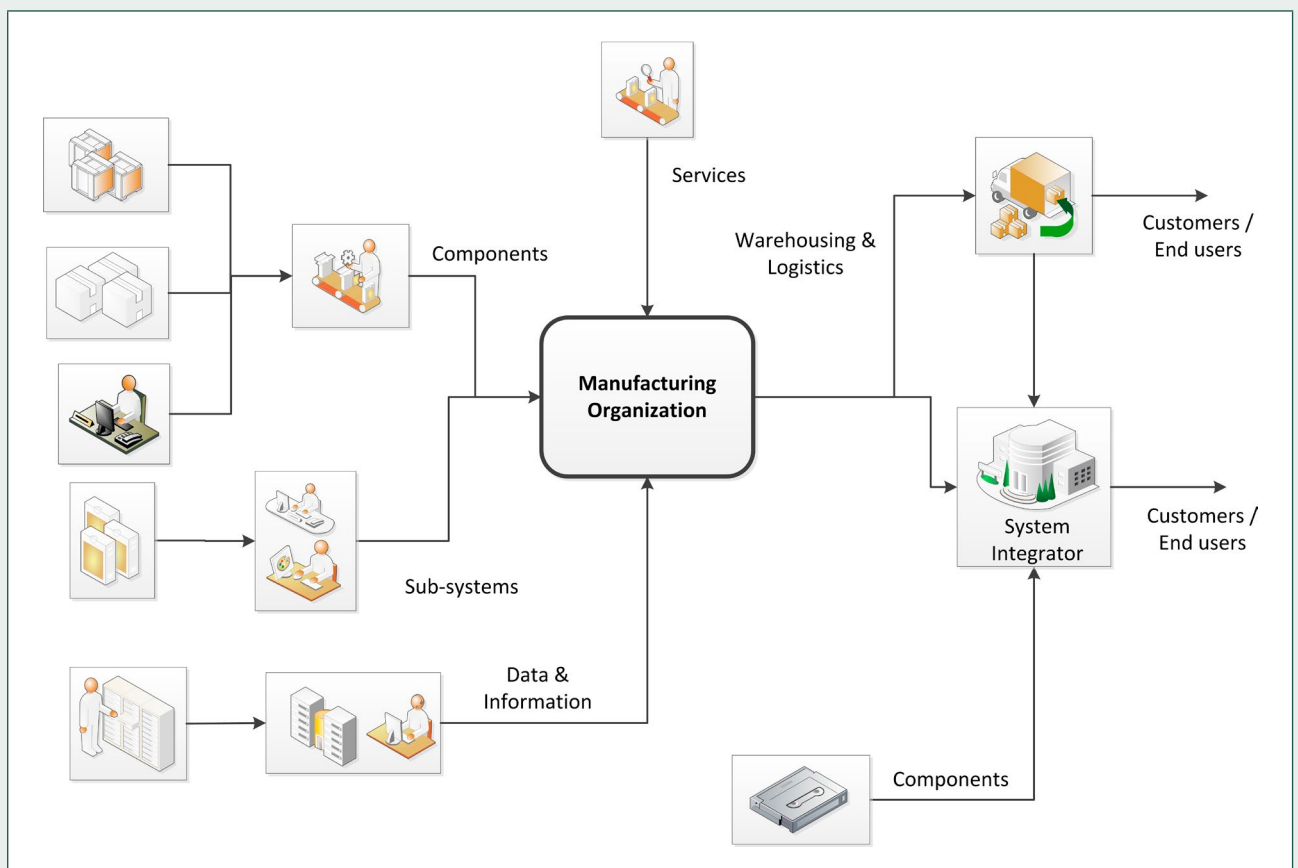 Services
Components
Warehousing &
Logistics
Customers /
End users
Manufacturing
Organization
Sub-systems
System
Integrator
Customers /
End users
Data &
Information
Components